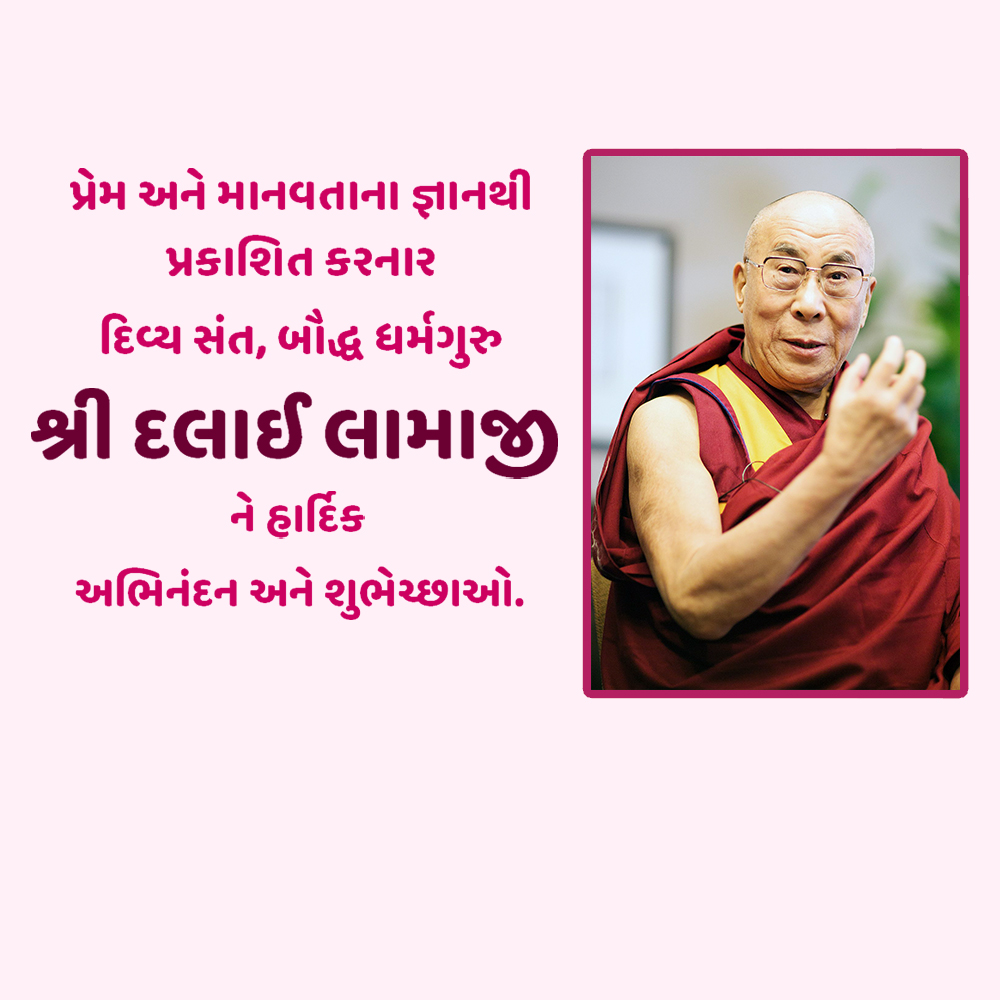 પ્રેમ અને માનવતાના જ્ઞાનથી
પ્રકાશિત કરનાર
દિવ્ય સંત, બૌદ્ધ ધર્મગુરુ
શ્રી દલાઈ લામાજી
ને હાર્દિક
અભિનંદન અને શુભેચ્છાઓ.